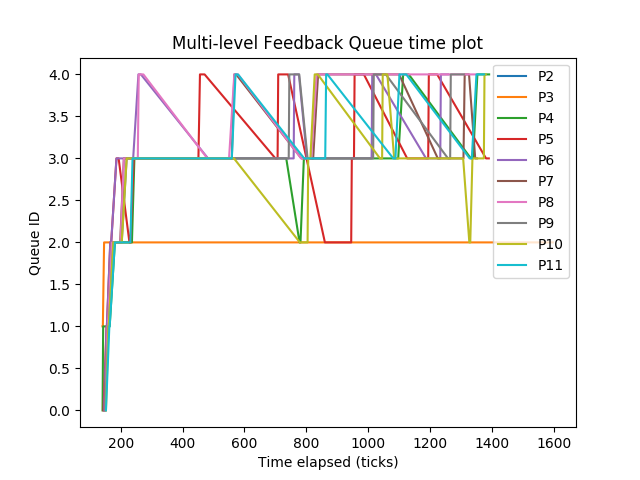 Multi-level Feedback Queue time plot
Queue ID
4.0
3.5
3.0
2.5
2.0
1.5
1.0
0.5
0.0
P2
P3
P4
P5
P6
P7
P8
P9
P10
P11
200 400 600 800 1000 1200 1400 1600
Time elapsed (ticks)